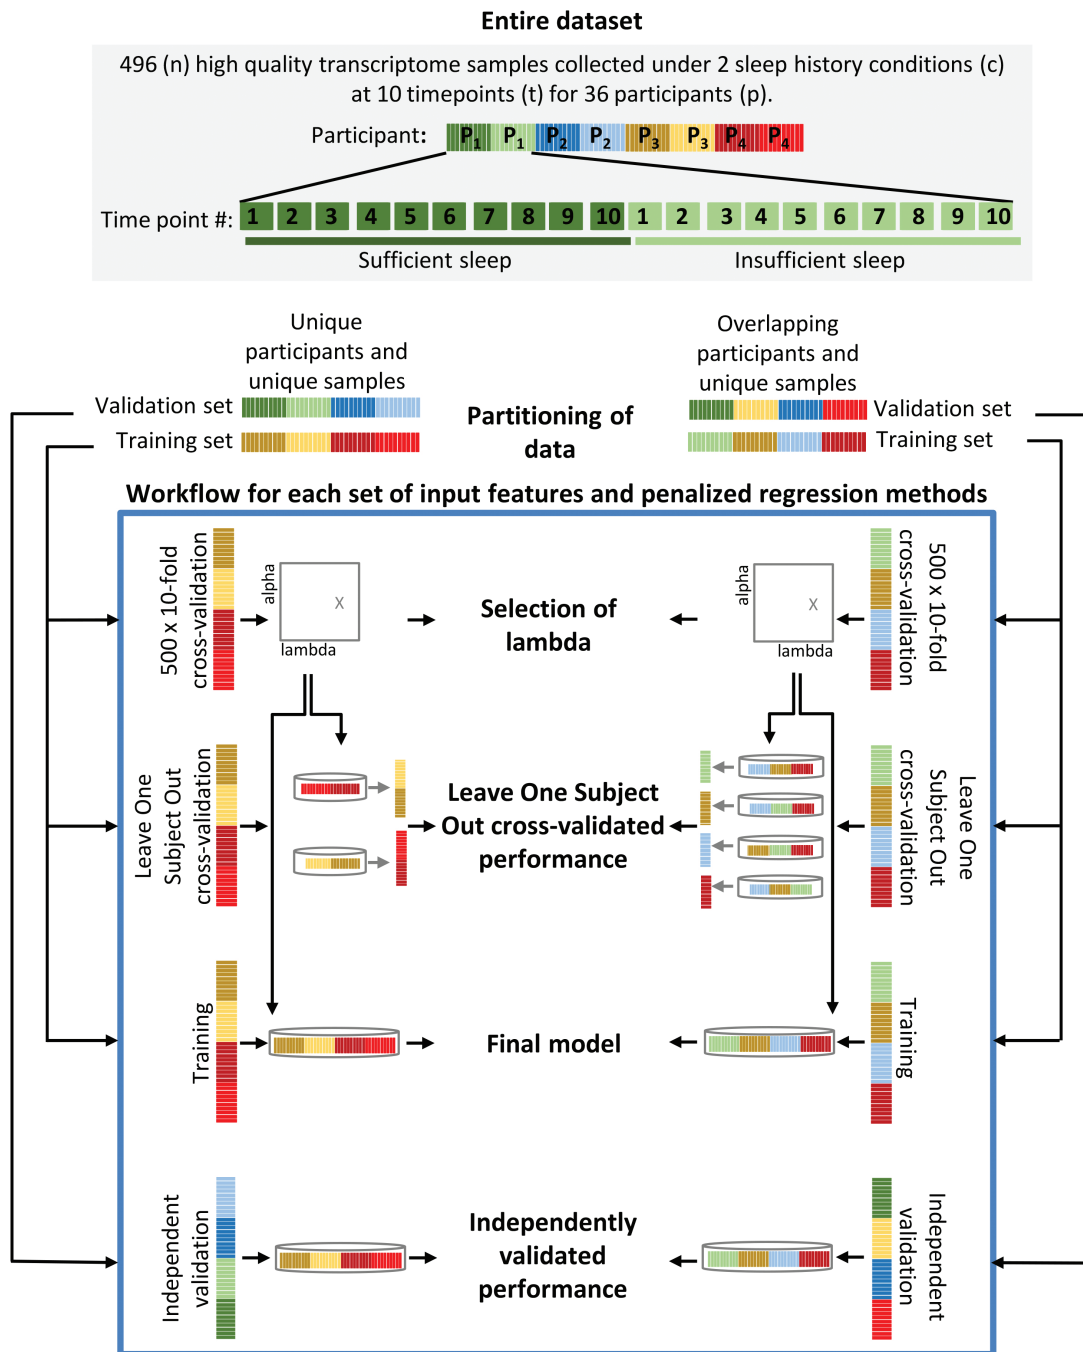 Entire dataset
496 (n) high quality transcriptome samples collected under 2 sleep history conditions (c)
at 10 timepoints (t) for 36 participants (p).
Participant: P1 P1 P2 P2 P3 P3 P4 P4
Time point #: 1 2 3 4 5 6 7 8 9 10 1 2 3 4 5 6 7 8 9 10
Sufficient sleep
Insufficient sleep
Unique
participants and
unique samples
Validation set
Training set
Partitioning of
data
Overlapping
participants and
unique samples
Validation set
Training set
Workflow for each set of input features and penalized regression methods
500 x 10-fold
cross-validation
alpha
X
lambda
Selection of
lambda
alpha
X
lambda
500 x 10-fold
cross-validation
Leave One
Subject Out
cross-validation
Leave One Subject
Out cross-validated
performance
Leave One
Subject Out
cross-validation
Training
Final model
Training
Independent
validation
Independently
validated
performance
Independent
validation